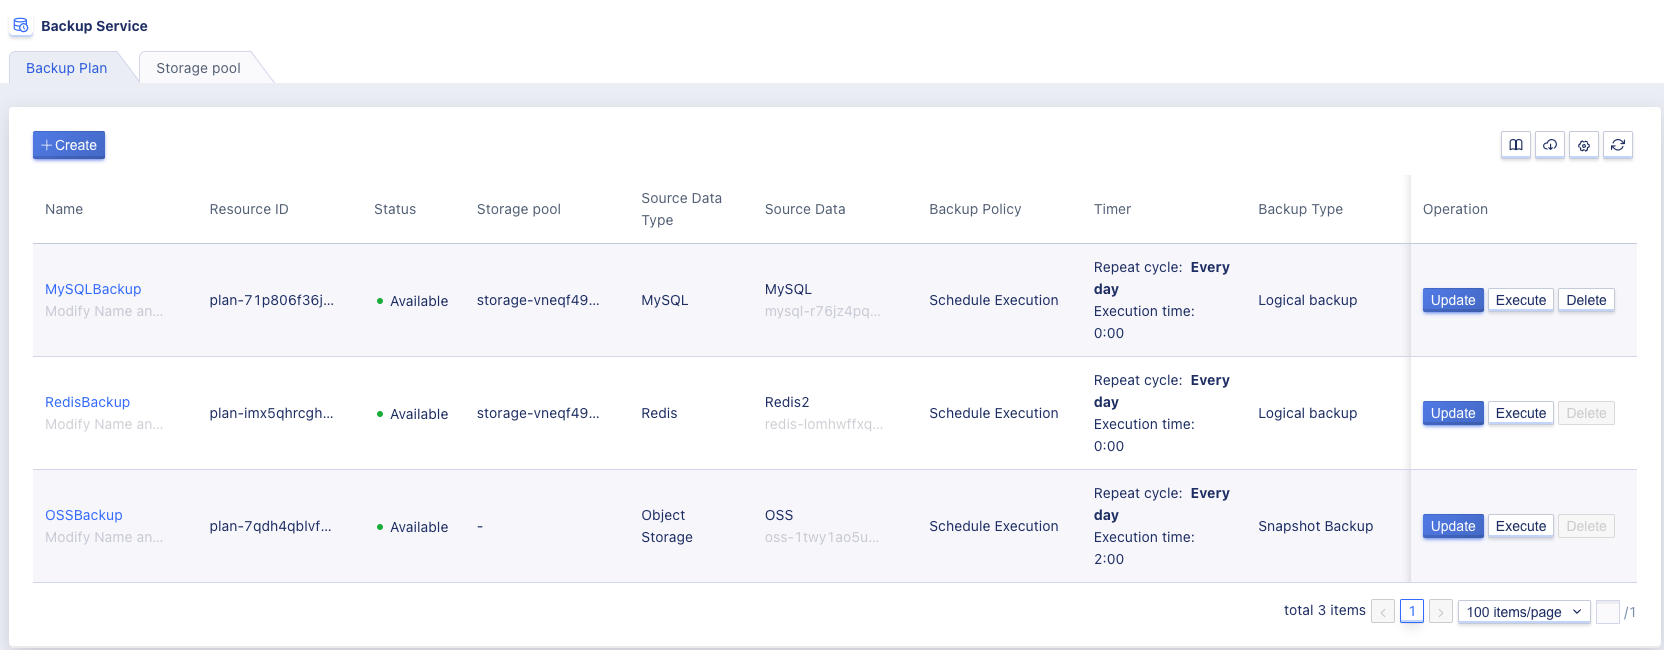 Backup Service
Backup Plan
Storage pool
Create
Name
Resource ID
Status
Storage pool
Source Data
Type
Source Data
Backup Policy
Timer
Backup Type
Operation
MySQLBackup
Modify Name an...
plan-71p806f36j...
Available
storage-vneqf49...
MySQL
MySQL
mysql-r76jz4pq...
Schedule Execution
Repeat cycle: Every
day
Execution time:
0:00
Logical backup
Update
Execute
Delete
RedisBackup
Modify Name an...
plan-imx5qhrcgh...
Available
storage-vneqf49...
Redis
Redis2
redis-lomhwffxq...
Schedule Execution
Repeat cycle: Every
day
Execution time:
0:00
Logical backup
Update
Execute
Delete
OSSBackup
Modify Name an...
plan-7qdh4qblvf...
Available
-
Object
Storage
OSS
oss-1twy1ao5u...
Schedule Execution
Repeat cycle: Every
day
Execution time:
2:00
Snapshot Backup
Update
Execute
Delete
total 3 items
1
100 items/page
/1